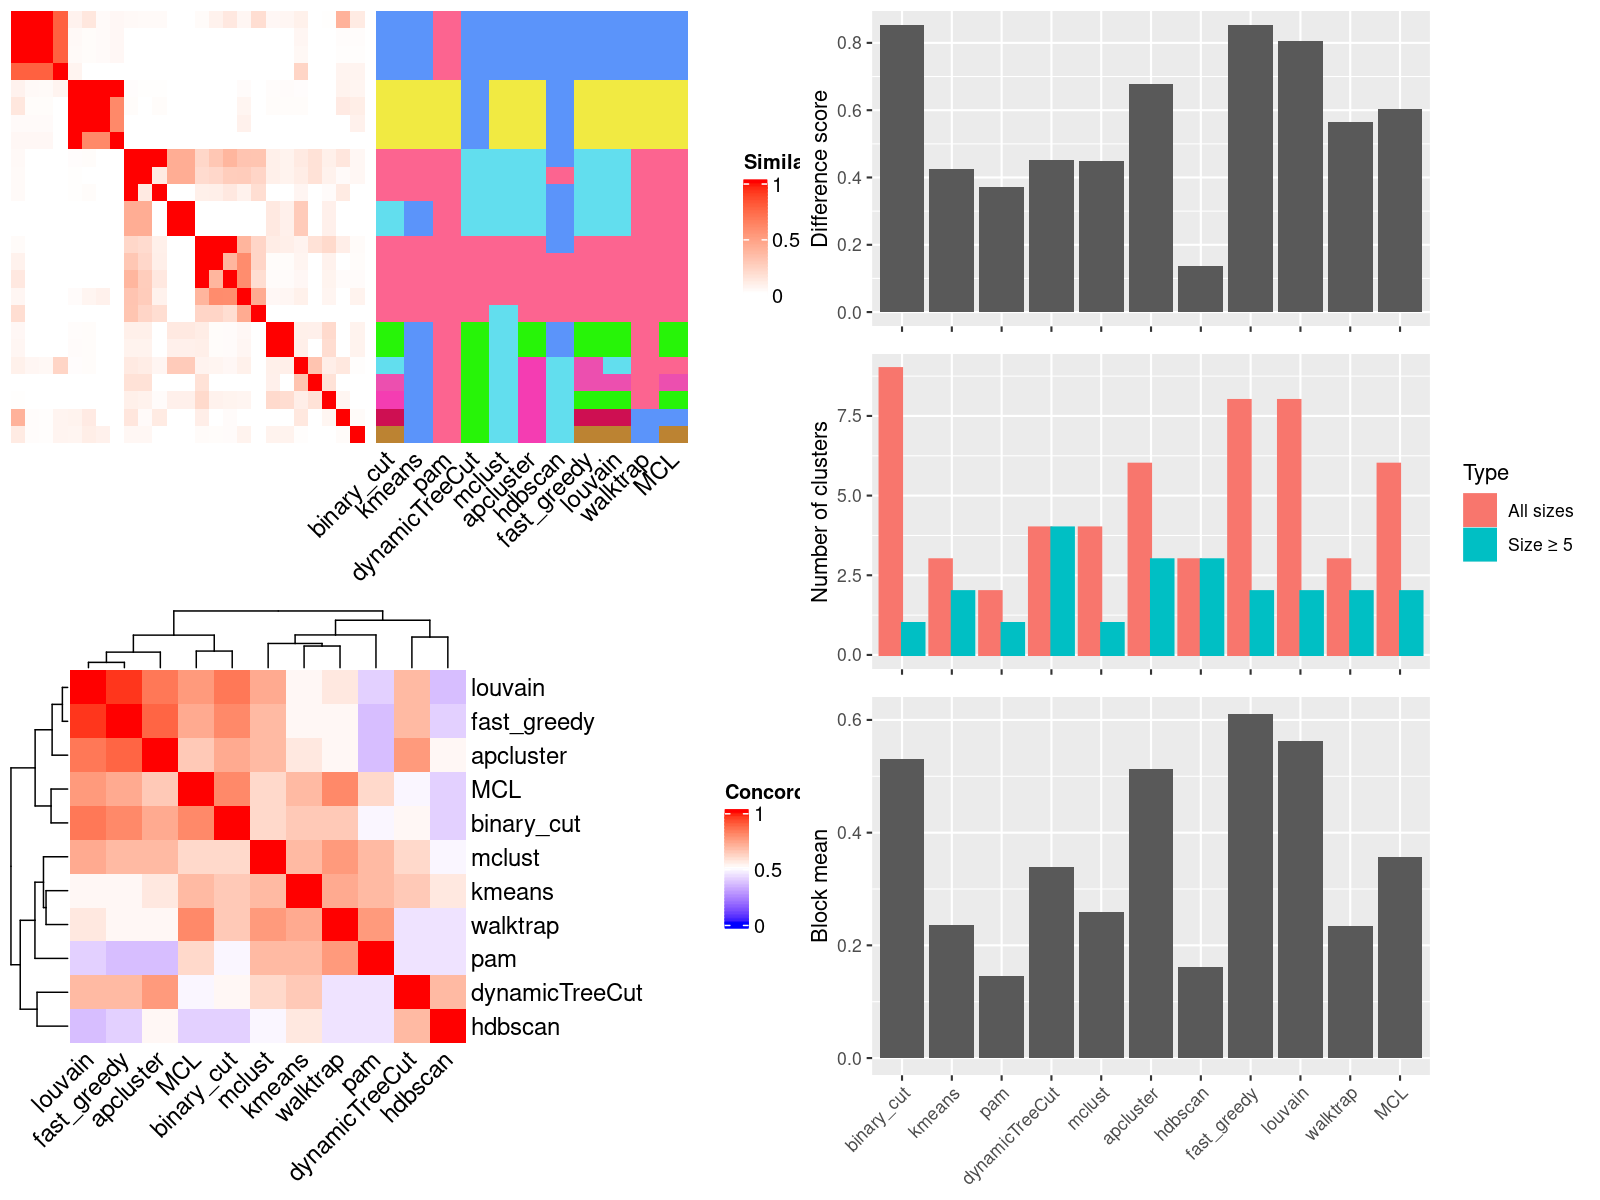 Simila
1
0.5
0
binary_cut
kmeans
pam
dynamicTreeCut
mclust
apcluster
hdbscan
fast_greedy
louvain
walktrap
MCL
louvain
fast_greedy
apcluster
MCL
binary_cut
mclust
kmeans
walktrap
pam
dynamicTreeCut
hdbscan
louvain
fast_greedy
apcluster
MCL
binary_cut
mclust
kmeans
walktrap
pam
dynamicTreeCut
hdbscan
Concord
1
0.5
0
Difference score
0.8
0.6
0.4
0.2
0.0
Number of clusters
7.5
5.0
2.5
0.0
Type
All sizes
Size ≥ 5
Block mean
0.6
0.4
0.2
0.0
binary_cut
kmeans
pam
dynamicTreeCut
mclust
apcluster
hdbscan
fast_greedy
louvain
walktrap
MCL